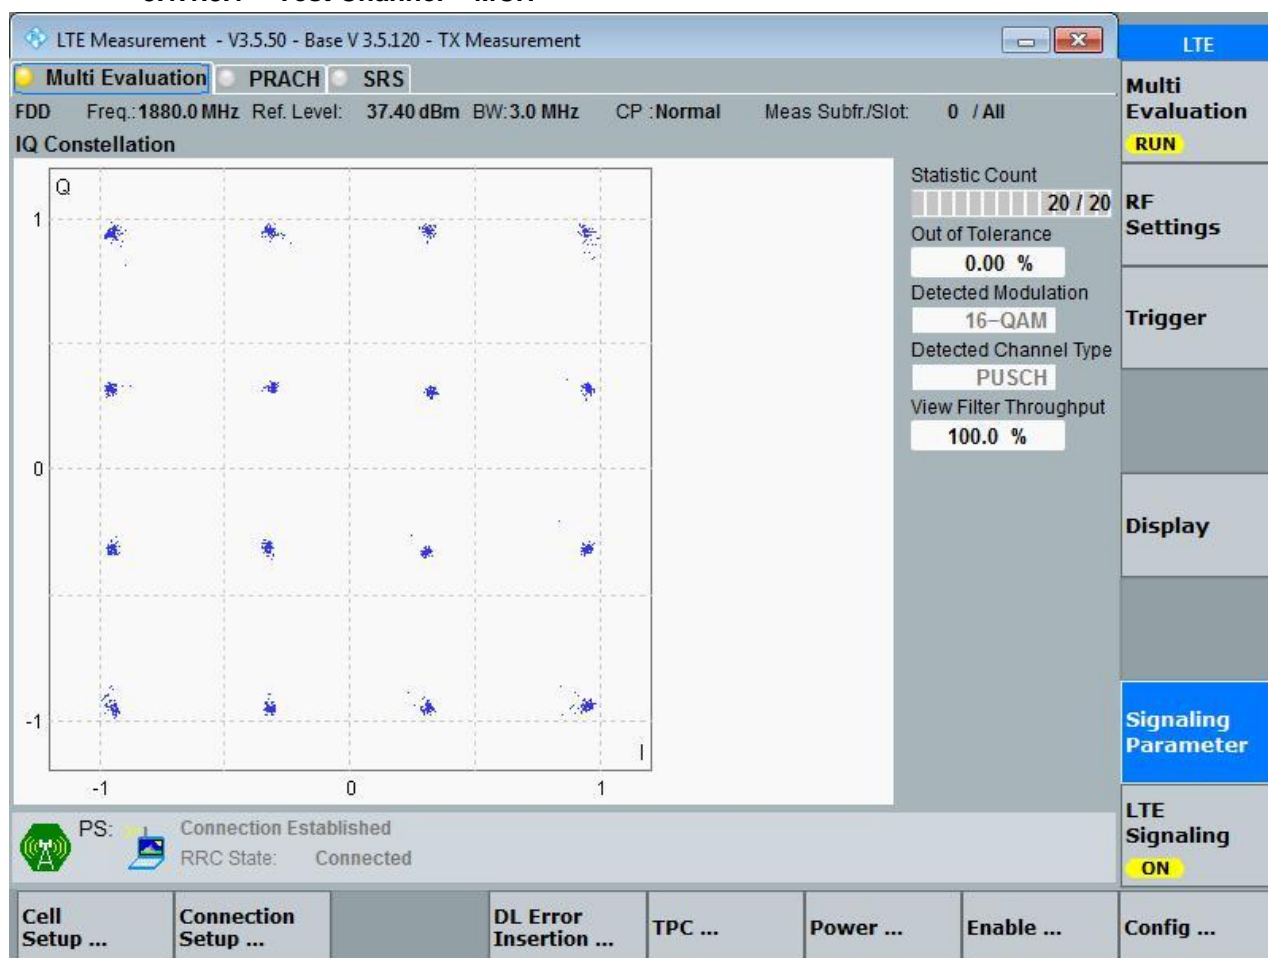 LTE Measurement - V3.5.50 - Base V 3.5.120 - TX Measurement
LTE
Multi Evaluation PRACH SRS
FDD Freq.:1880.0 MHz Ref. Level: 37.40 dBm BW:3.0 MHz CP :Normal Meas Subfr./Slot: 0 / All
IQ Constellation
Q
1
0
-1
I
-1 0 1
Statistic Count
20 / 20
Out of Tolerance
0.00 %
Detected Modulation
16-QAM
Detected Channel Type
PUSCH
View Filter Throughput
100.0 %
Multi
Evaluation
RUN
RF
Settings
Trigger
Display
Signaling
Parameter
LTE
Signaling
ON
PS: Connection Established
RRC State: Connected
Cell
Setup ...
Connection
Setup ...
DL Error
Insertion ...
TPC ...
Power ...
Enable ...
Config ...